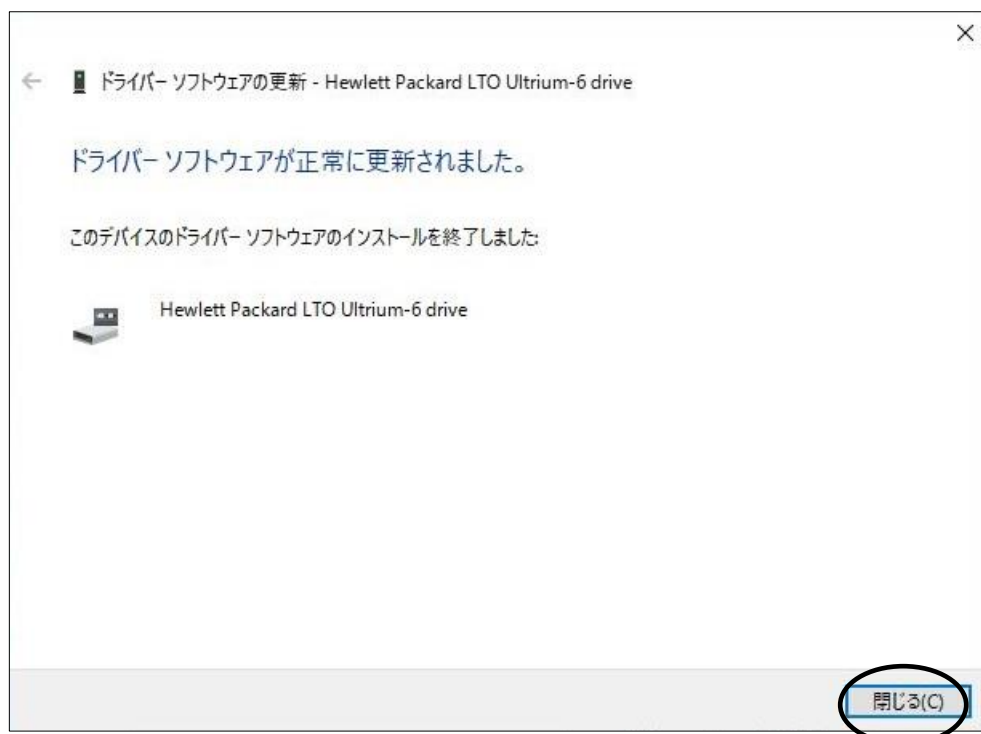 ドライバー ソフトウェアの更新 - Hewlett Packard LTO Ultrium-6 drive
ドライバー ソフトウェアが正常に更新されました。
このデバイスのドライバー ソフトウェアのインストールを終了しました:
Hewlett Packard LTO Ultrium-6 drive
閉じる(C)